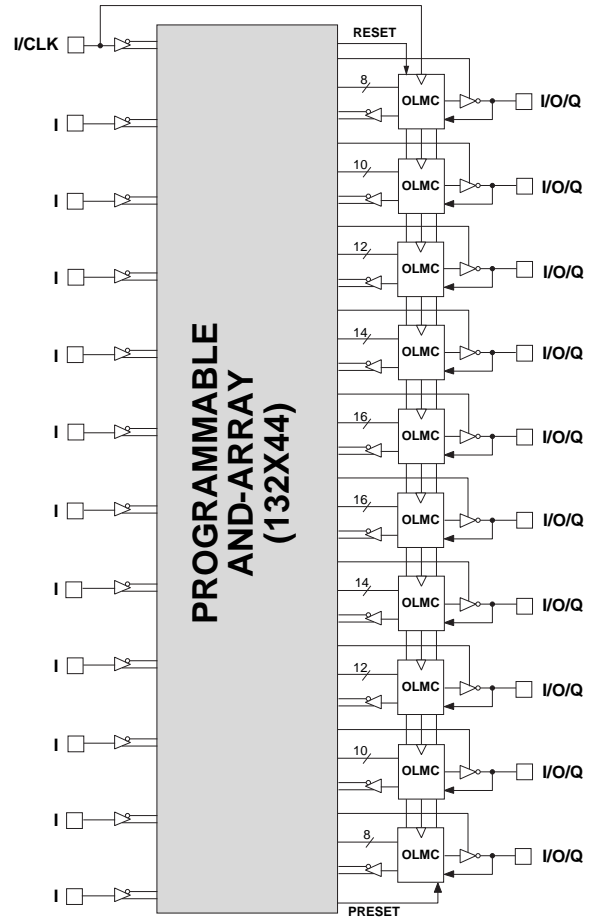 RESET
I/CLK
8
OLMC
I/O/Q
I
10
OLMC
I/O/Q
I
12
OLMC
I/O/Q
I
14
OLMC
I/O/Q
I
16
OLMC
I/O/Q
I
PROGRAMMABLE
AND-ARRAY
(132X44)
16
OLMC
I/O/Q
I
14
OLMC
I/O/Q
I
12
OLMC
I/O/Q
I
10
OLMC
I/O/Q
I
8
OLMC
I/O/Q
I
I
PRESET